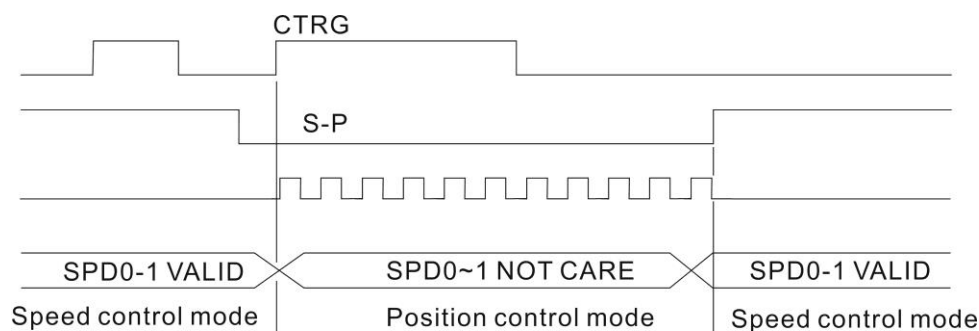 CTRG
S-P
SPD0-1 VALID
SPD0~1 NOT CARE
SPD0-1 VALID
Speed control mode
Position control mode
Speed control mode